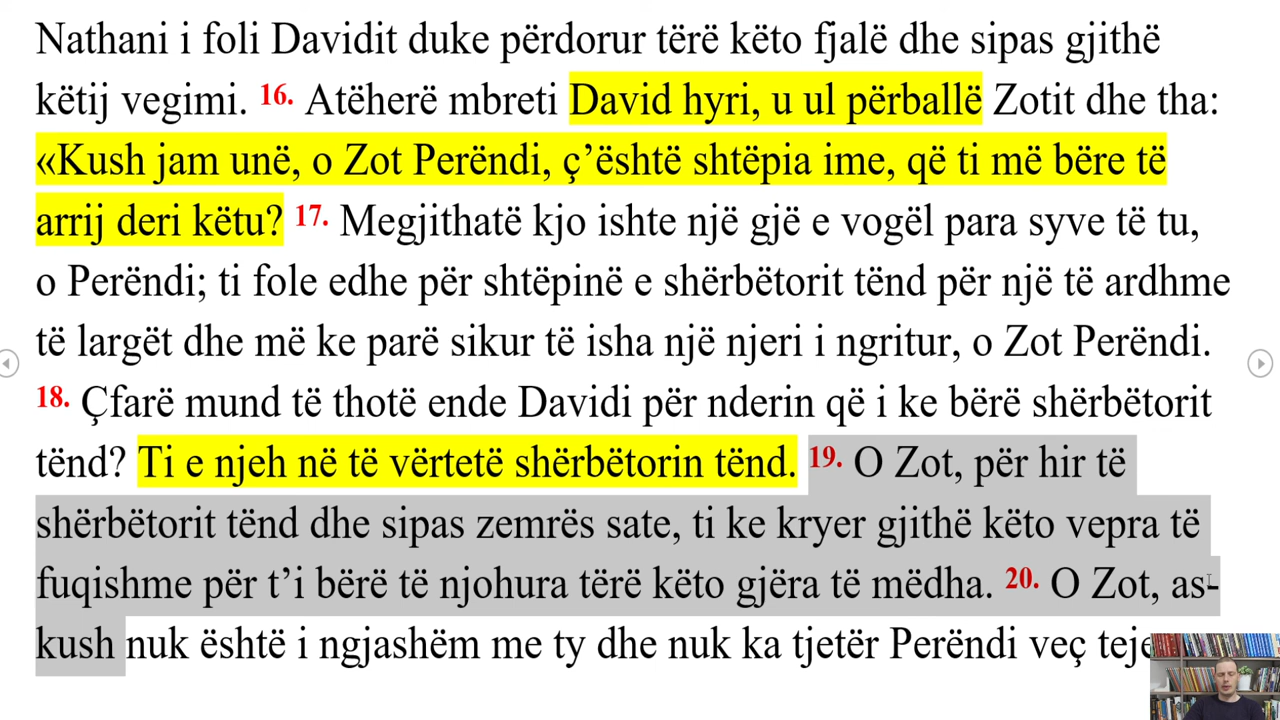 Nathani i foli Davidit duke përdorur tërë këto fjalë dhe sipas gjithë
këtij vegimi. 16. Atëherë mbreti David hyri, u ul përballë Zotit dhe tha:
«Kush jam unë, o Zot Perëndi, ç’është shtëpia ime, që ti më bëre të
arrij deri këtu? 17. Megjithatë kjo ishte një gjë e vogël para syve të tu,
o Perëndi; ti fole edhe për shtëpinë e shërbëtorit tënd për një të ardhme
të largët dhe më ke parë sikur të isha një njeri i ngritur, o Zot Perëndi.
18. Çfarë mund të thotë ende Davidi për nderin që i ke bërë shërbëtorit
tënd? Ti e njeh në të vërtetë shërbëtorin tënd. 19. O Zot, për hir të
shërbëtorit tënd dhe sipas zemrës sate, ti ke kryer gjithë këto vepra të
fuqishme për t’i bërë të njohura tërë këto gjëra të mëdha. 20. O Zot, as-
kush nuk është i ngjashëm me ty dhe nuk ka tjetër Perëndi veç teje